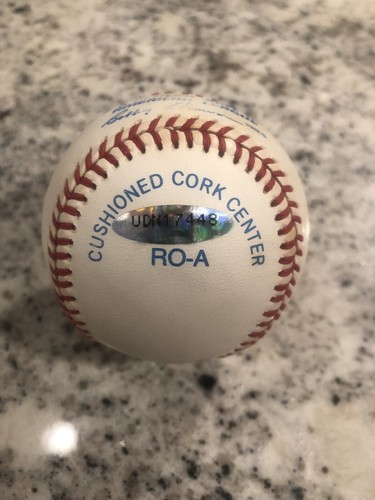 CUSHIONED CORK CENTER
UDN17448
RO-A